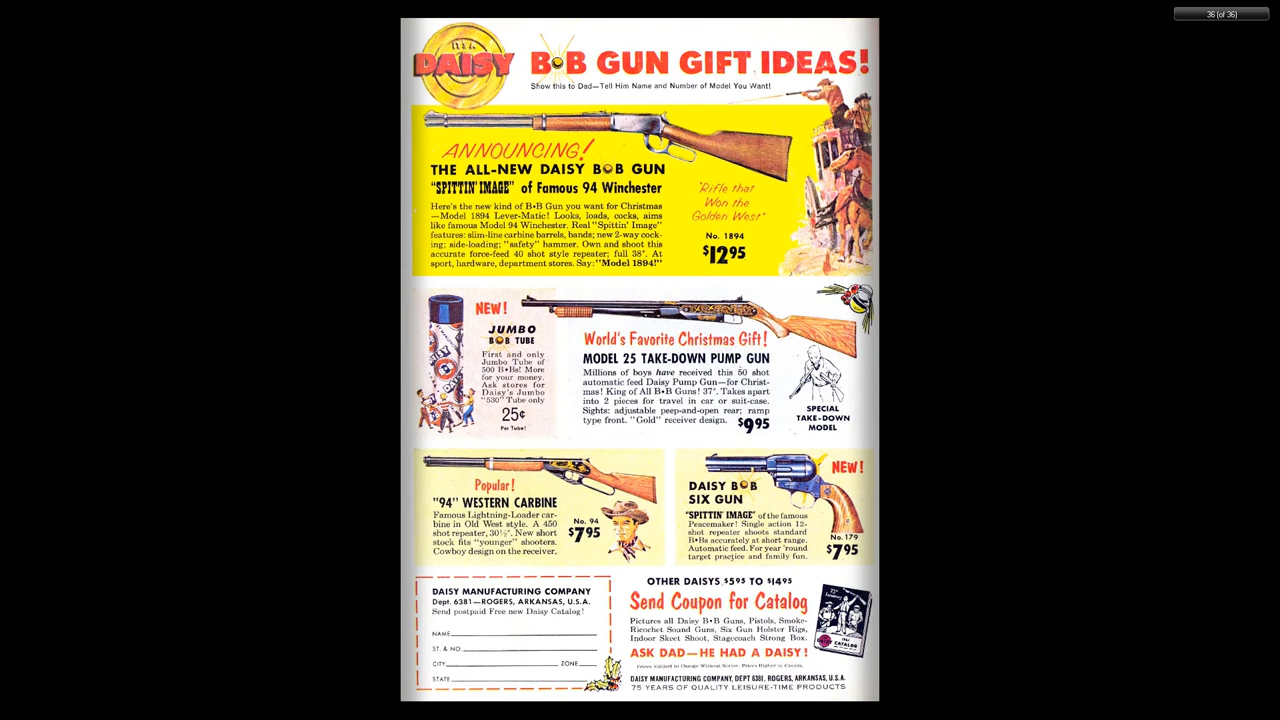 36 (of 36)
DAISY
B•B GUN GIFT IDEAS!
Show this to Dad—Tell Him Name and Number of Model You Want!
ANNOUNCING!
THE ALL-NEW DAISY B•B GUN
"SPITTIN' IMAGE" of Famous 94 Winchester
Here's the new kind of B•B Gun you want for Christmas
—Model 1894 Lever-Matic! Looks, loads, cocks, aims
like famous Model 94 Winchester. Real "Spittin' Image"
features: slim-line carbine barrels, bands; new 2-way cock-
ing; side-loading; "safety" hammer. Own and shoot this
accurate force-feed 40 shot style repeater; full 38". At
sport, hardware, department stores. Say: "Model 1894!"
"Rifle that
Won the
Golden West"
No. 1894
$1295
NEW!
JUMBO
B•B TUBE
First and only
Jumbo Tube of
500 B•Bs! More
for your money.
Ask stores for
Daisy's Jumbo
"530" Tube only
25¢
Per Tube!
World's Favorite Christmas Gift!
MODEL 25 TAKE-DOWN PUMP GUN
Millions of boys have received this 50 shot
automatic feed Daisy Pump Gun—for Christ-
mas! King of All B•B Guns! 37". Takes apart
into 2 pieces for travel in car or suit-case.
Sights: adjustable peep-and-open rear; ramp
type front. "Gold" receiver design.
$9.95
SPECIAL
TAKE-DOWN
MODEL
Popular!
"94" WESTERN CARBINE
Famous Lightning-Loader car-
bine in Old West style. A 450
shot repeater, 30½". New short
stock fits "younger" shooters.
Cowboy design on the receiver.
No. 94
$7.95
NEW!
DAISY B•B
SIX GUN
"SPITTIN' IMAGE" of the famous
Peacemaker! Single action 12-
shot repeater shoots standard
B•Bs accurately at short range.
Automatic feed. For year 'round
target practice and family fun.
No. 179
$7.95
DAISY MANUFACTURING COMPANY
Dept. 6381—ROGERS, ARKANSAS, U.S.A.
Send postpaid Free new Daisy Catalog!
NAME
ST. & NO.
CITY ZONE
STATE
OTHER DAISYS $5.95 TO $14.95
Send Coupon for Catalog
Pictures all Daisy B•B Guns, Pistols, Smoke-
Ricochet Sound Guns, Six Gun Holster Rigs,
Indoor Skeet Shoot, Stagecoach Strong Box.
ASK DAD—HE HAD A DAISY!
Prices Subject to Change Without Notice. Prices Higher in Canada.
DAISY MANUFACTURING COMPANY, DEPT 6381, ROGERS, ARKANSAS, U.S.A.
75 YEARS OF QUALITY LEISURE-TIME PRODUCTS
CATALOG